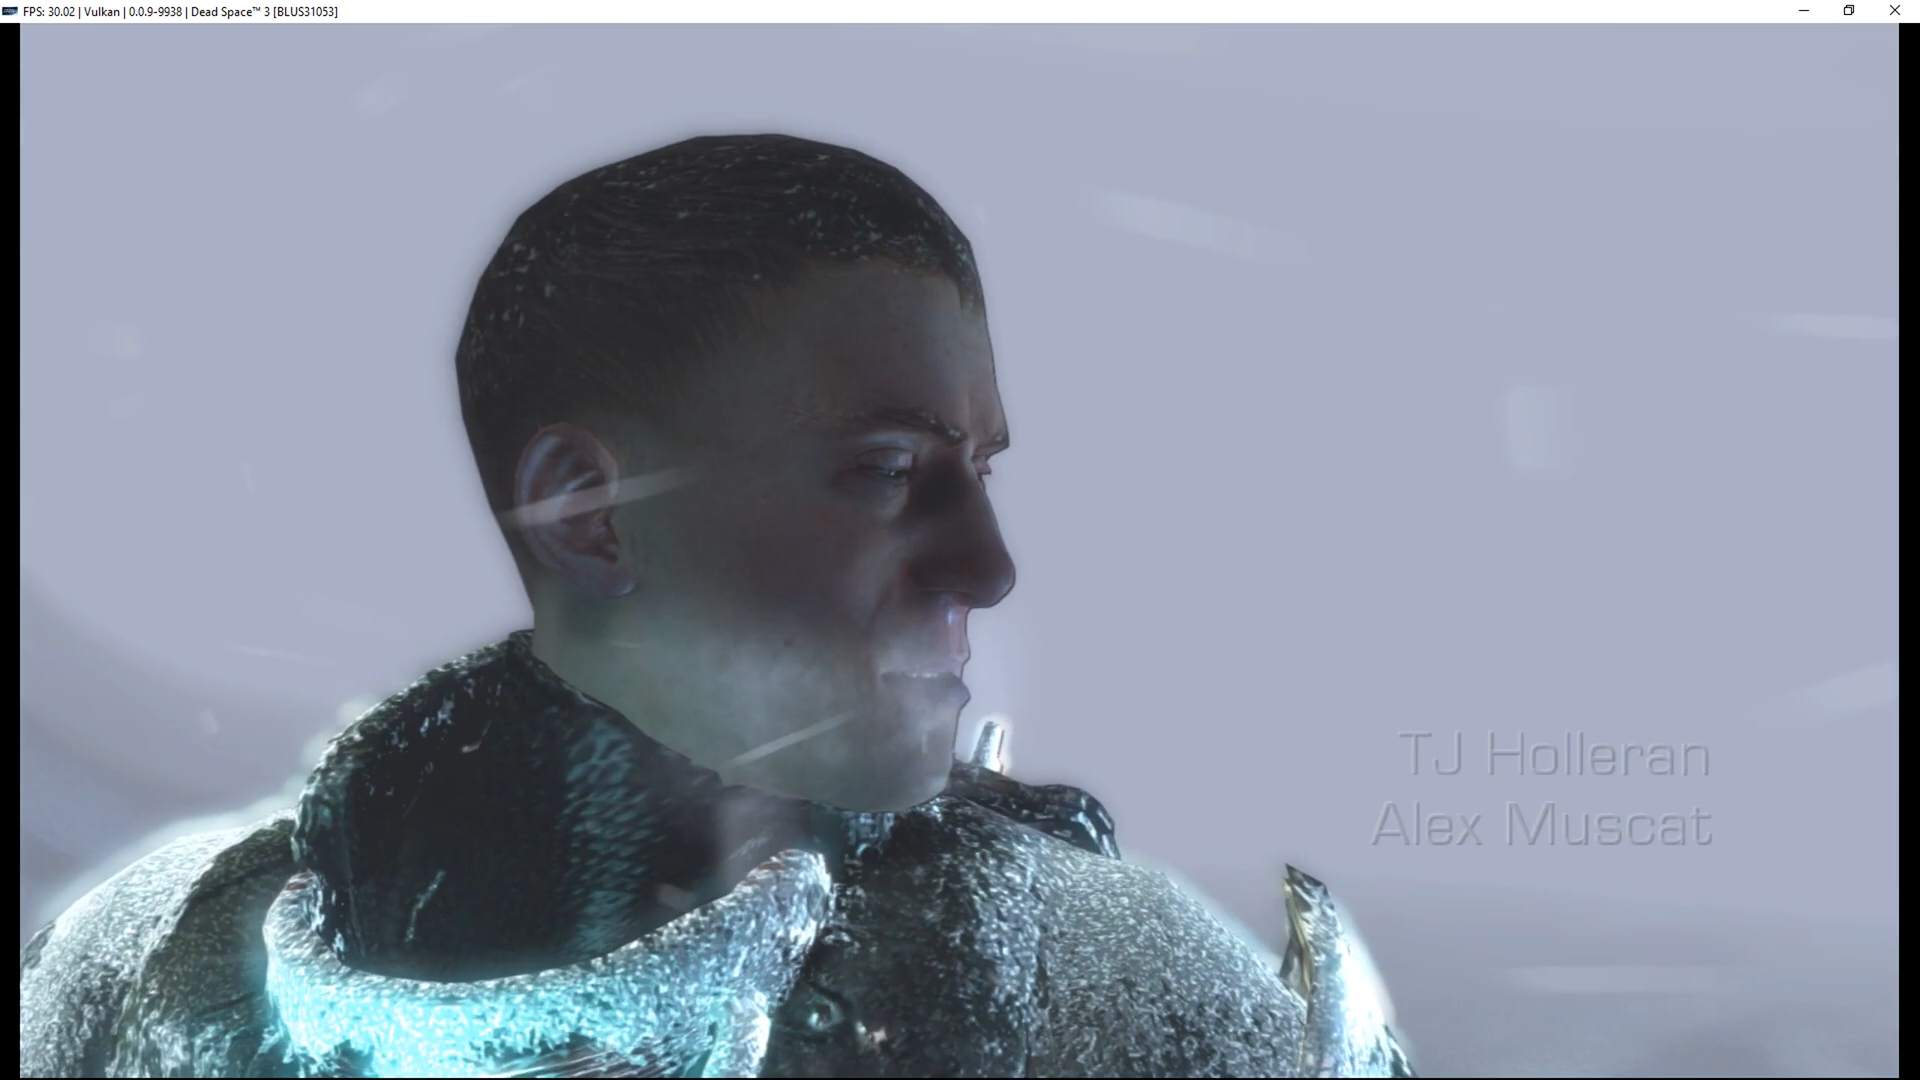 FPS: 30.02 | Vulkan | 0.0.9-9938 | Dead Space™ 3 [BLUS31053]
TJ Holleran
Alex Muscat